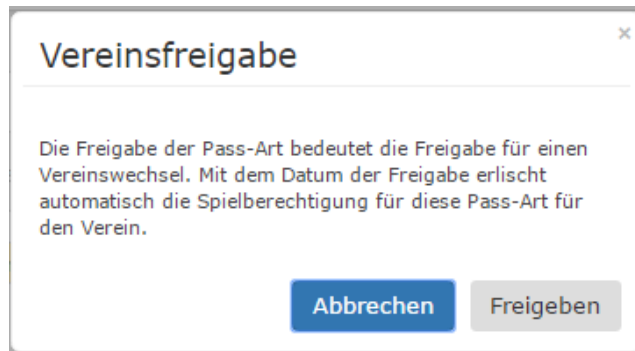 Vereinsfreigabe
×
Die Freigabe der Pass-Art bedeutet die Freigabe für einen
Vereinswechsel. Mit dem Datum der Freigabe erlischt
automatisch die Spielberechtigung für diese Pass-Art für
den Verein.
Abbrechen
Freigeben